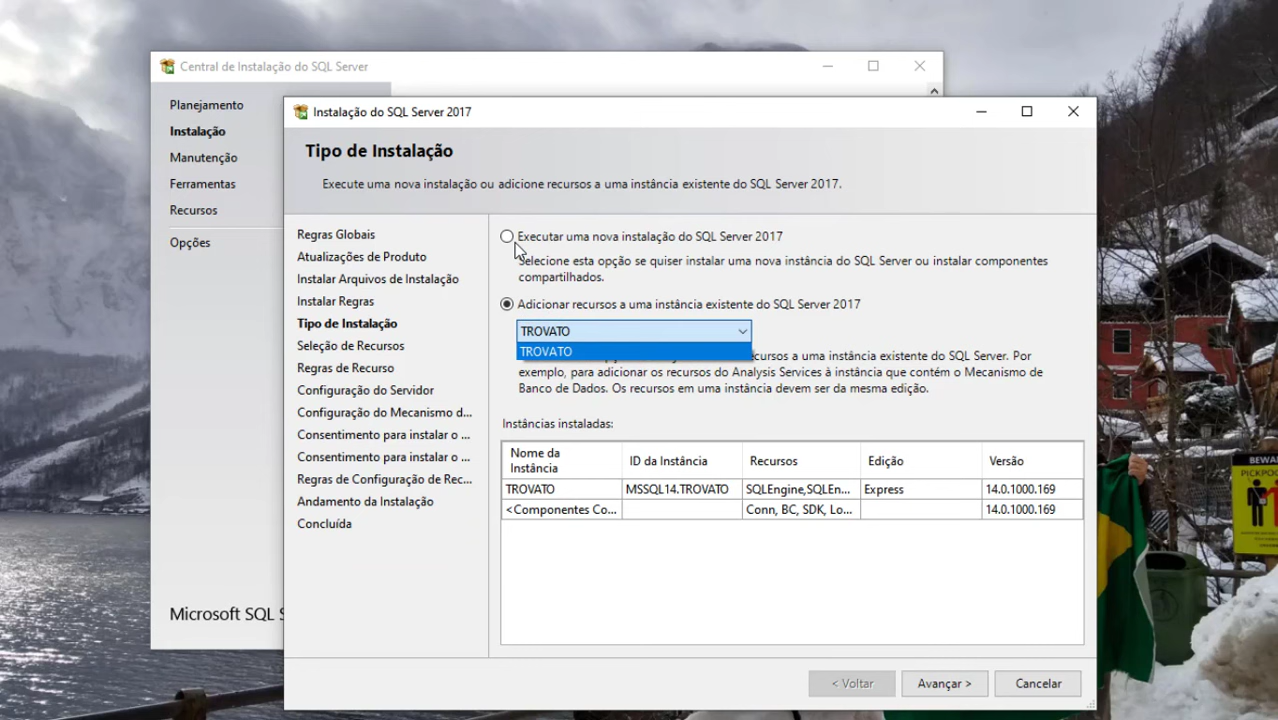 Central de Instalação do SQL Server
Planejamento
Instalação
Manutenção
Ferramentas
Recursos
Opções
Microsoft SQL S
Instalação do SQL Server 2017
Tipo de Instalação
Execute uma nova instalação ou adicione recursos a uma instância existente do SQL Server 2017.
Regras Globais
Atualizações de Produto
Instalar Arquivos de Instalação
Instalar Regras
Tipo de Instalação
Seleção de Recursos
Regras de Recurso
Configuração do Servidor
Configuração do Mecanismo d...
Consentimento para instalar o ...
Consentimento para instalar o ...
Regras de Configuração de Rec...
Andamento da Instalação
Concluída
Executar uma nova instalação do SQL Server 2017
Selecione esta opção se quiser instalar uma nova instância do SQL Server ou instalar componentes
compartilhados.
Adicionar recursos a uma instância existente do SQL Server 2017
TROVATO
TROVATO
ecursos a uma instância existente do SQL Server. Por
exemplo, para adicionar os recursos do Analysis Services à instância que contém o Mecanismo de
Banco de Dados. Os recursos em uma instância devem ser da mesma edição.
Instâncias instaladas:
Nome da
Instância
ID da Instância
Recursos
Edição
Versão
TROVATO MSSQL14.TROVATO SQLEngine,SQLEn... Express 14.0.1000.169
<Componentes Co... Conn, BC, SDK, Lo... 14.0.1000.169
< Voltar
Avançar >
Cancelar
BEWA
PICKPOC